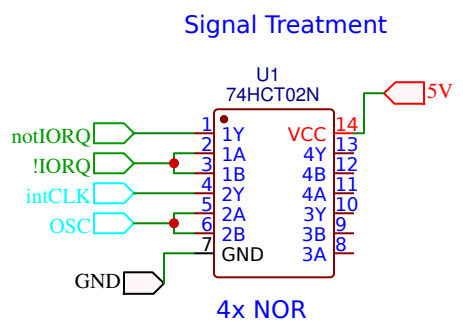 Signal Treatment
U1
74HCT02N
5V
notIORQ 1 1Y VCC 14
!IORQ 2 1A 4Y 13
3 1B 4B 12
intCLK 4 2Y 4A 11
OSC 5 2A 3Y 10
6 2B 3B 9
7 GND 3A 8
GND
4x NOR